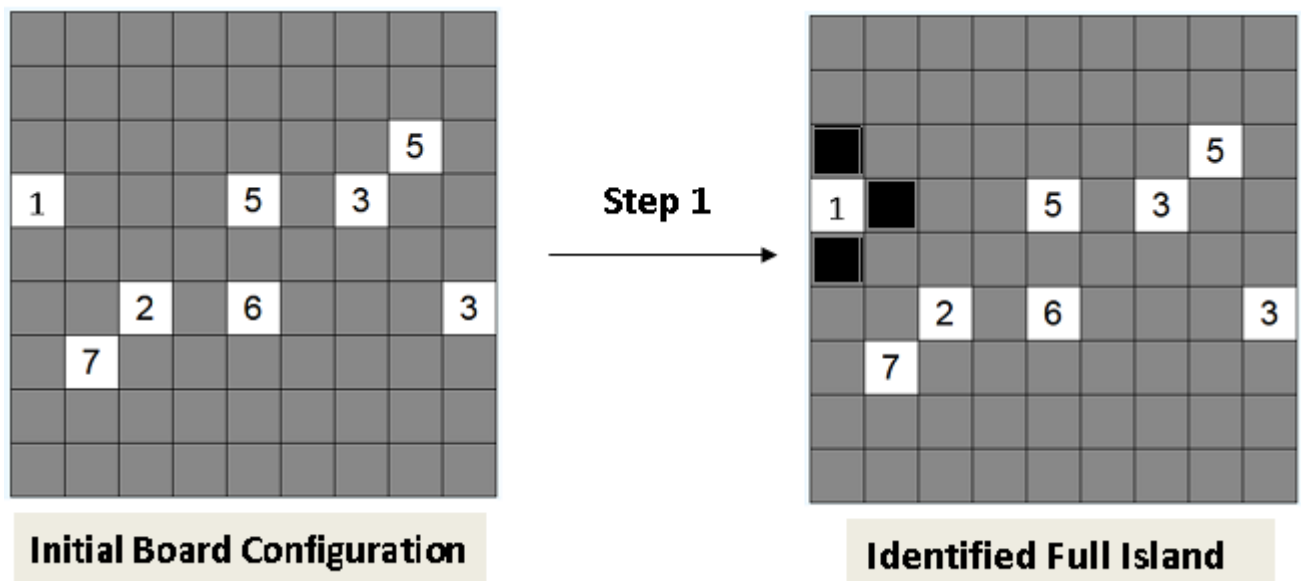 5
5
1 5 3
Step 1
1 5 3
2 6 3
2 6 3
7
7
Initial Board Configuration
Identified Full Island